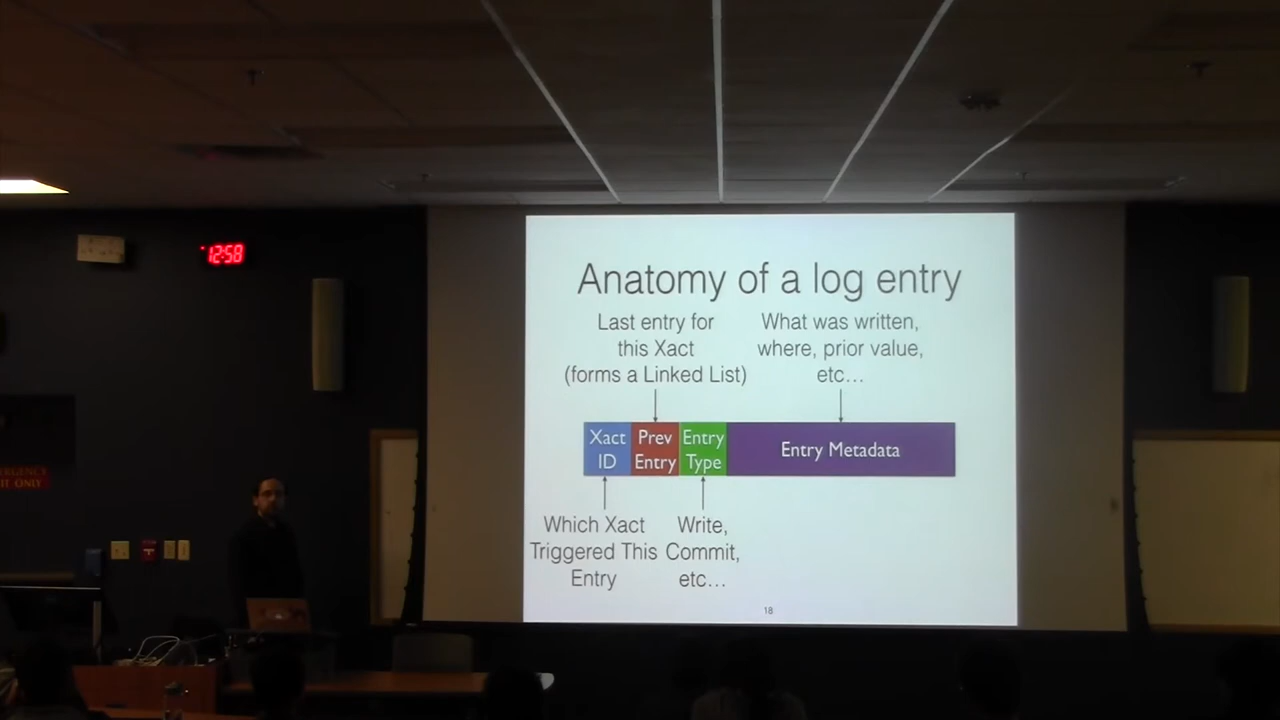 12:58
Anatomy of a log entry
Last entry for
this Xact
(forms a Linked List)
What was written,
where, prior value,
etc...
Xact
ID
Prev
Entry
Entry
Type
Entry Metadata
Which Xact
Triggered This
Entry
Write,
Commit,
etc...
18
IT ONLY